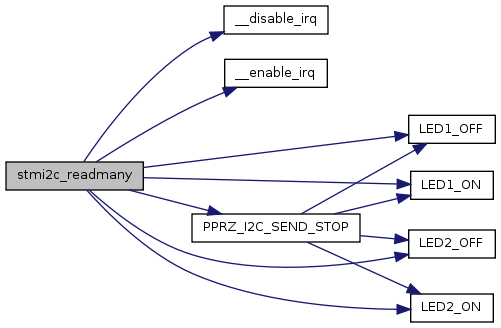 __disable_irq
__enable_irq
LED1_OFF
stmi2c_readmany
LED1_ON
PPRZ_I2C_SEND_STOP
LED2_OFF
LED2_ON